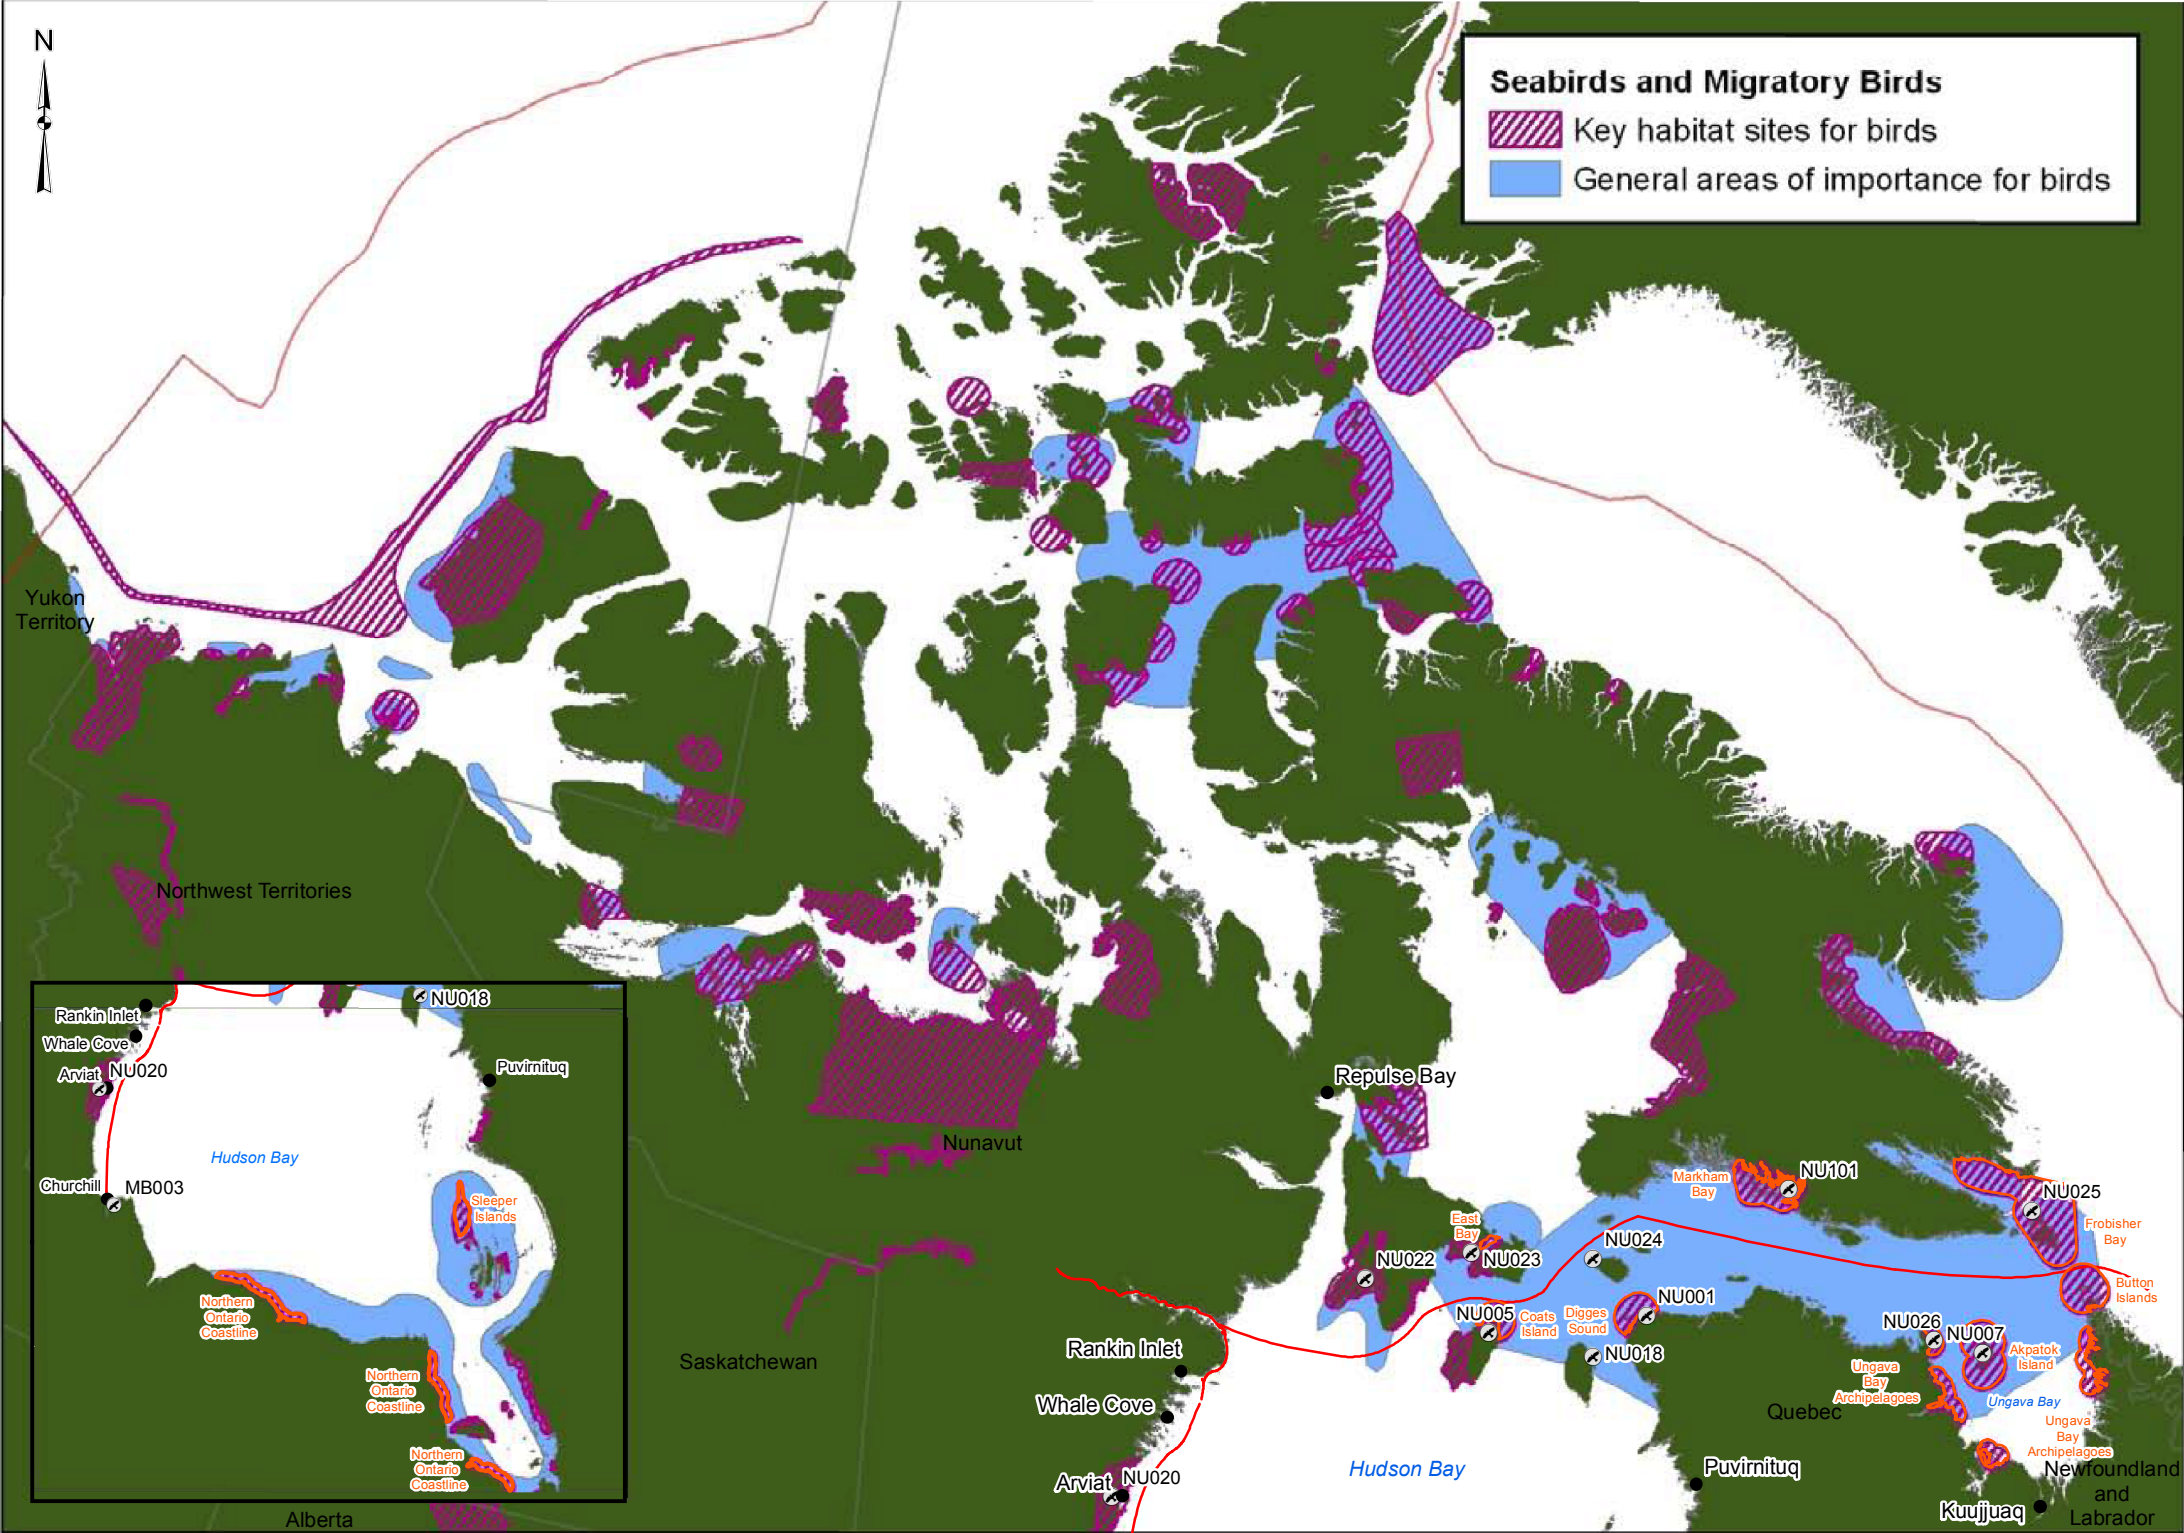 N
Seabirds and Migratory Birds
Key habitat sites for birds
General areas of importance for birds
Yukon
Territory
Northwest Territories
Nunavut
Saskatchewan
Alberta
Quebec
Newfoundland
and
Labrador
Repulse Bay
Rankin Inlet
Whale Cove
Arviat
NU020
Hudson Bay
Puvirnituq
Kuujjuaq
Ungava Bay
NU022
East
Bay
NU023
NU005
Coats
Island
Digges
Sound
NU024
NU001
NU018
Markham
Bay
NU101
NU025
Frobisher
Bay
Button
Islands
NU026
NU007
Akpatok
Island
Ungava
Bay
Archipelagoes
Ungava
Bay
Archipelagoes
Rankin Inlet
Whale Cove
Arviat
NU020
NU018
Puvirnituq
Hudson Bay
Churchill
MB003
Sleeper
Islands
Northern
Ontario
Coastline
Northern
Ontario
Coastline
Northern
Ontario
Coastline